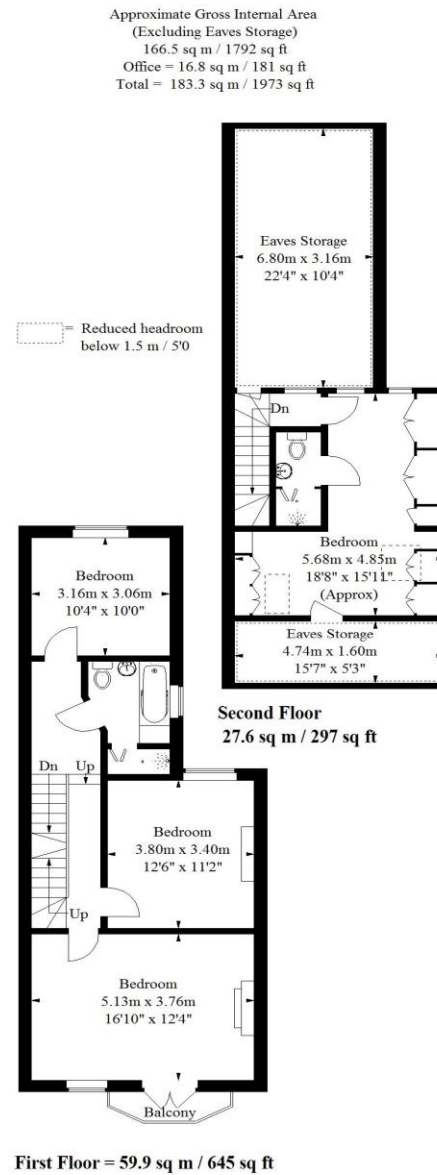 Approximate Gross Internal Area
(Excluding Eaves Storage)
166.5 sq m / 1792 sq ft
Office = 16.8 sq m / 181 sq ft
Total = 183.3 sq m / 1973 sq ft
Eaves Storage
6.80m x 3.16m
22'4" x 10'4"
= Reduced headroom
below 1.5 m / 5'0
Dn
Bedroom
5.68m x 4.85m
18'8" x 15'11"
(Approx)
Eaves Storage
4.74m x 1.60m
15'7" x 5'3"
Second Floor
27.6 sq m / 297 sq ft
Bedroom
3.16m x 3.06m
10'4" x 10'0"
Dn
Up
Bedroom
3.80m x 3.40m
12'6" x 11'2"
Up
Bedroom
5.13m x 3.76m
16'10" x 12'4"
Balcony
First Floor = 59.9 sq m / 645 sq ft